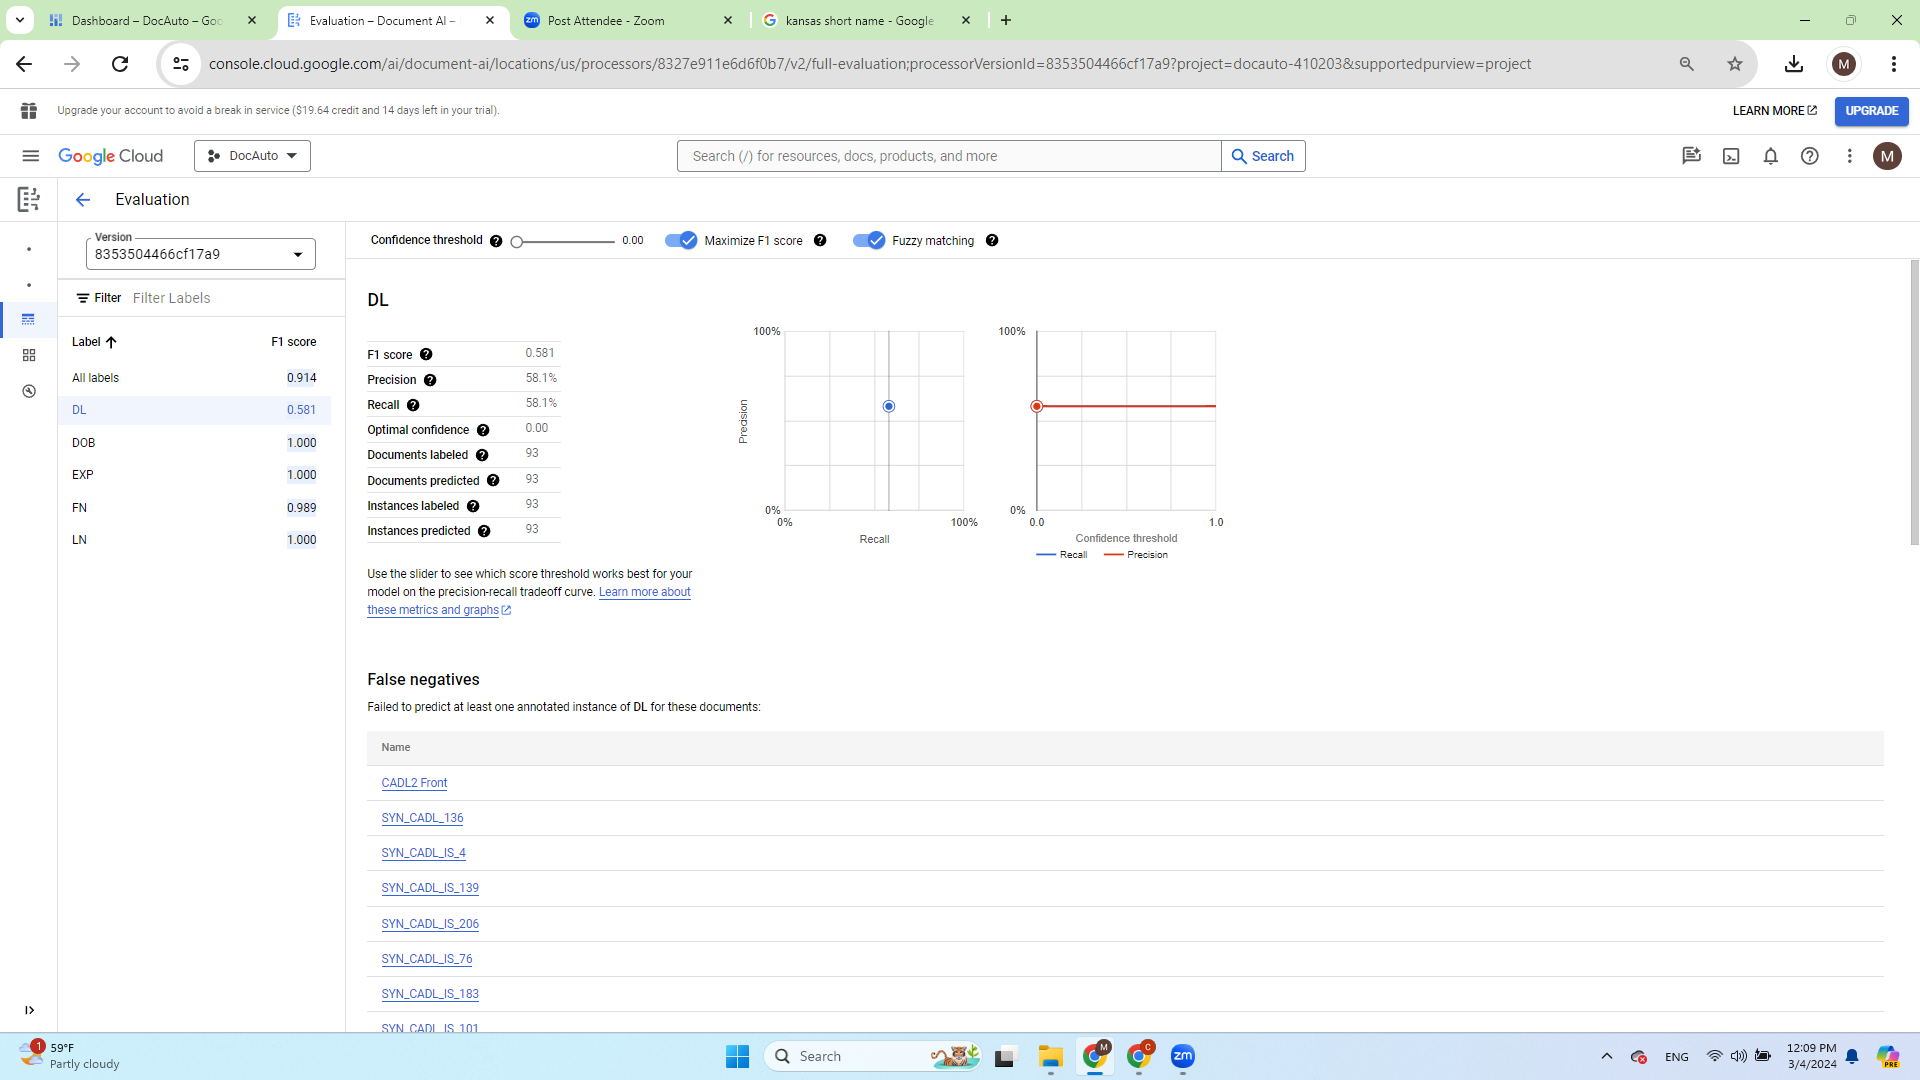 Dashboard – DocAuto – Goo
Evaluation – Document AI –
Post Attendee - Zoom
kansas short name - Google
console.cloud.google.com/ai/document-ai/locations/us/processors/8327e911e6d6f0b7/v2/full-evaluation;processorVersionId=8353504466cf17a9?project=docauto-410203&supportedpurview=project
M
Upgrade your account to avoid a break in service ($19.64 credit and 14 days left in your trial).
LEARN MORE
UPGRADE
Google Cloud
DocAuto
Search (/) for resources, docs, products, and more
Search
M
Evaluation
Version
8353504466cf17a9
Filter
Filter Labels
Label
F1 score
All labels
0.914
DL
0.581
DOB
1.000
EXP
1.000
FN
0.989
LN
1.000
Confidence threshold
0.00
Maximize F1 score
Fuzzy matching
DL
F1 score
0.581
Precision
58.1%
Recall
58.1%
Optimal confidence
0.00
Documents labeled
93
Documents predicted
93
Instances labeled
93
Instances predicted
93
100%
Precision
0%
0%
100%
Recall
100%
0%
0.0
1.0
Confidence threshold
Recall
Precision
Use the slider to see which score threshold works best for your
model on the precision-recall tradeoff curve. Learn more about
these metrics and graphs
False negatives
Failed to predict at least one annotated instance of DL for these documents:
Name
CADL2 Front
SYN_CADL_136
SYN_CADL_IS_4
SYN_CADL_IS_139
SYN_CADL_IS_206
SYN_CADL_IS_76
SYN_CADL_IS_183
SYN_CADL_IS_101
1
59°F
Partly cloudy
Search
M
C
zm
ENG
12:09 PM
3/4/2024
PRE